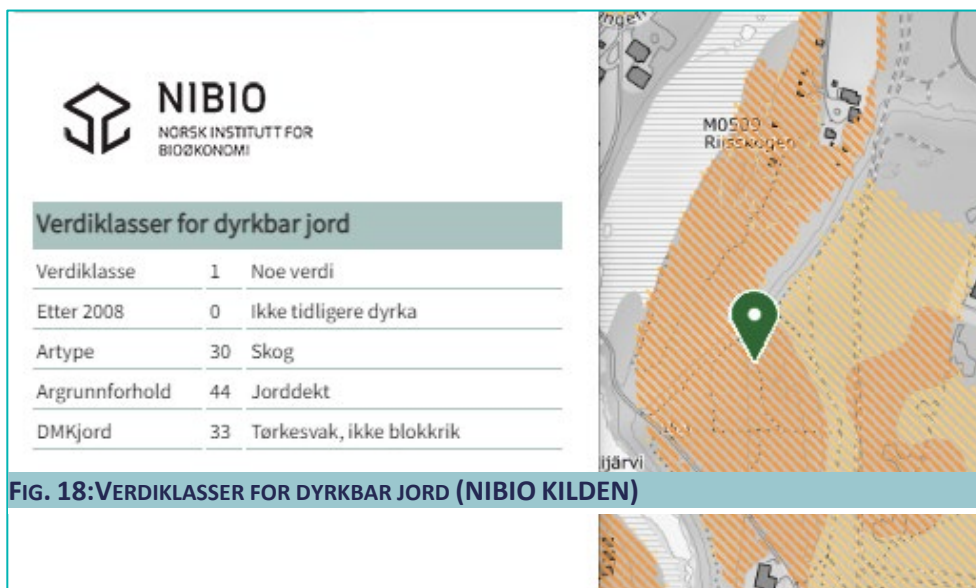 NIBIO
NORSK INSTITUTT FOR
BIOØKONOMI
Verdiklasser for dyrkbar jord
Verdiklasse 1 Noe verdi
Etter 2008 0 Ikke tidligere dyrka
Artype 30 Skog
Argrunnforhold 44 Jorddekt
DMKjord 33 Tørkesvak, ikke blokkrik
M0509
Riisskogen
ijärvi
FIG. 18:VERDIKLASSER FOR DYRKBAR JORD (NIBIO KILDEN)